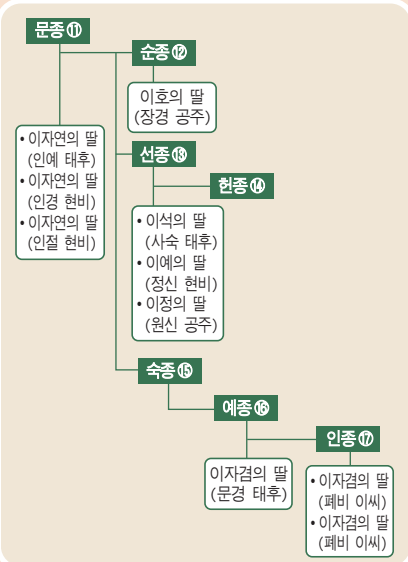 문종 ⑪
순종 ⑫
이호의 딸
(장경 공주)
• 이자연의 딸
(인예 태후)
• 이자연의 딸
(인경 현비)
• 이자연의 딸
(인절 현비)
선종 ⑬
헌종 ⑭
• 이석의 딸
(사숙 태후)
• 이예의 딸
(정신 현비)
• 이정의 딸
(원신 공주)
숙종 ⑮
예종 ⑯
인종 ⑰
이자겸의 딸
(문경 태후)
• 이자겸의 딸
(폐비 이씨)
• 이자겸의 딸
(폐비 이씨)